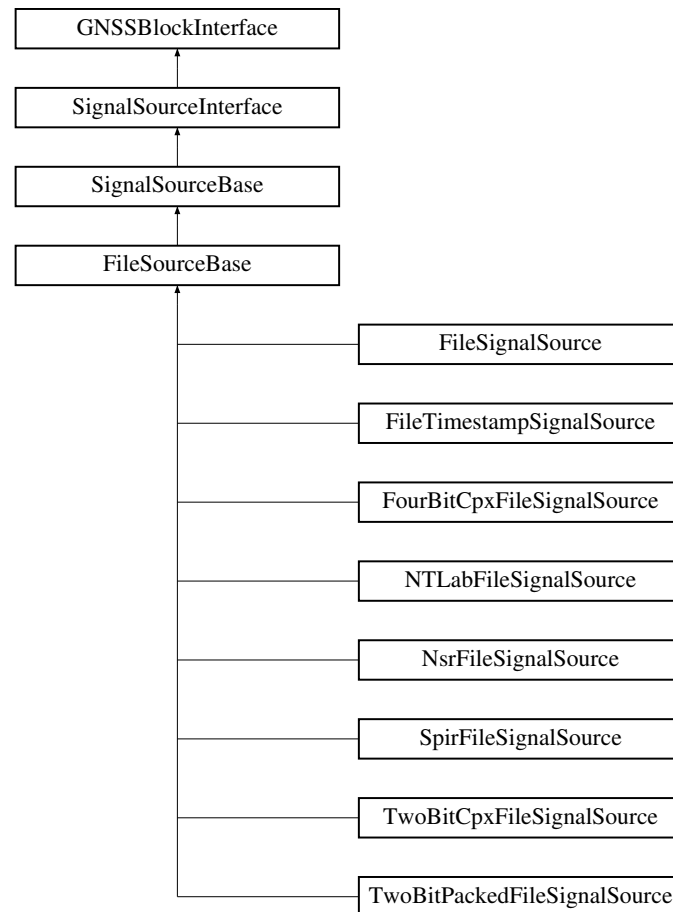 GNSSBlockInterface
SignalSourceInterface
SignalSourceBase
FileSourceBase
FileSignalSource
FileTimestampSignalSource
FourBitCpxFileSignalSource
NTLabFileSignalSource
NsrFileSignalSource
SpirFileSignalSource
TwoBitCpxFileSignalSource
TwoBitPackedFileSignalSource